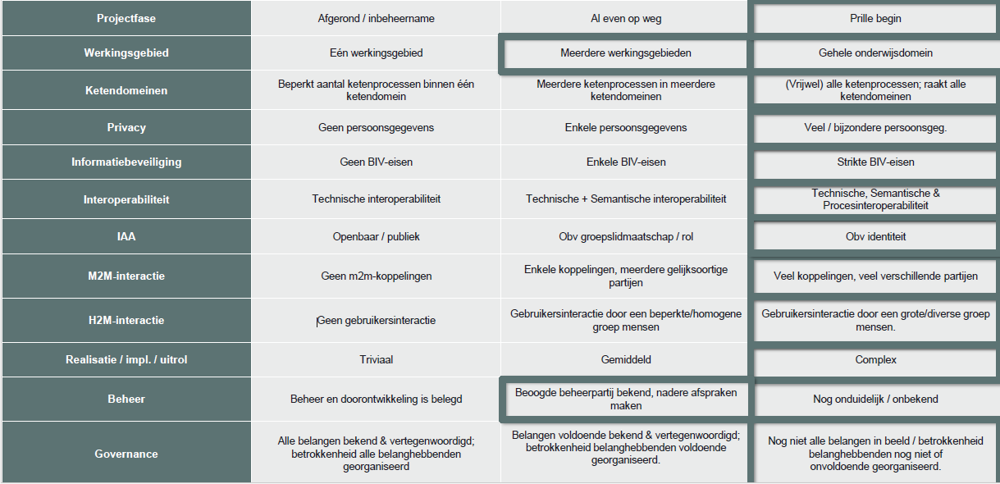 Projectfase
Afgerond / inbeheername
Al even op weg
Prille begin
Werkingsgebied
Eén werkingsgebied
Meerdere werkingsgebieden
Gehele onderwijsdomein
Ketendomeinen
Beperkt aantal ketenprocessen binnen één
ketendomein
Meerdere ketenprocessen in meerdere
ketendomeinen
(Vrijwel) alle ketenprocessen; raakt alle
ketendomeinen
Privacy
Geen persoonsgegevens
Enkele persoonsgegevens
Veel / bijzondere persoonsgeg.
Informatiebeveiliging
Geen BIV-eisen
Enkele BIV-eisen
Strikte BIV-eisen
Interoperabiliteit
Technische interoperabiliteit
Technische + Semantische interoperabiliteit
Technische, Semantische &
Procesinteroperabiliteit
IAA
Openbaar / publiek
Obv groepslidmaatschap / rol
Obv identiteit
M2M-interactie
Geen m2m-koppelingen
Enkele koppelingen, meerdere gelijksoortige
partijen
Veel koppelingen, veel verschillende partijen
H2M-interactie
Geen gebruikersinteractie
Gebruikersinteractie door een beperkte/homogene
groep mensen
Gebruikersinteractie door een grote/diverse groep
mensen.
Realisatie / impl. / uitrol
Triviaal
Gemiddeld
Complex
Beheer
Beheer en doorontwikkeling is belegd
Beoogde beheerpartij bekend, nadere afspraken
maken
Nog onduidelijk / onbekend
Governance
Alle belangen bekend & vertegenwoordigd;
betrokkenheid alle belanghebbenden
georganiseerd
Belangen voldoende bekend & vertegenwoordigd;
betrokkenheid belanghebbenden voldoende
georganiseerd.
Nog niet alle belangen in beeld / betrokkenheid
belanghebbenden nog niet of
onvoldoende georganiseerd.